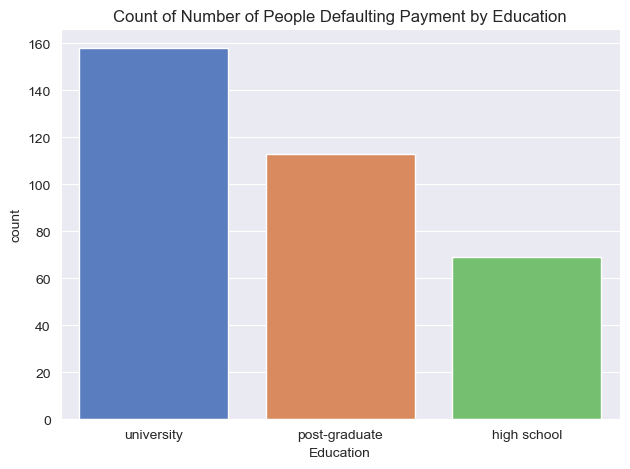 Count of Number of People Defaulting Payment by Education
160
140
120
100
80
60
40
20
0
count
university post-graduate high school
Education